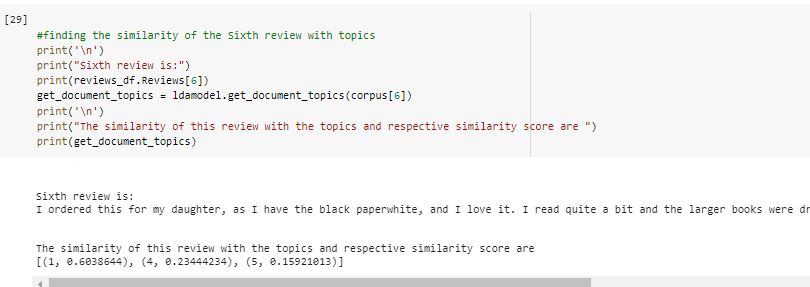 [29]
#finding the similarity of the Sixth review with topics
print('\n')
print("Sixth review is:")
print(reviews_df.Reviews[6])
get_document_topics = ldamodel.get_document_topics(corpus[6])
print('\n')
print("The similarity of this review with the topics and respective similarity score are ")
print(get_document_topics)
Sixth review is:
I ordered this for my daughter, as I have the black paperwhite, and I love it. I read quite a bit and the larger books were dr
The similarity of this review with the topics and respective similarity score are
[(1, 0.6038644), (4, 0.23444234), (5, 0.15921013)]